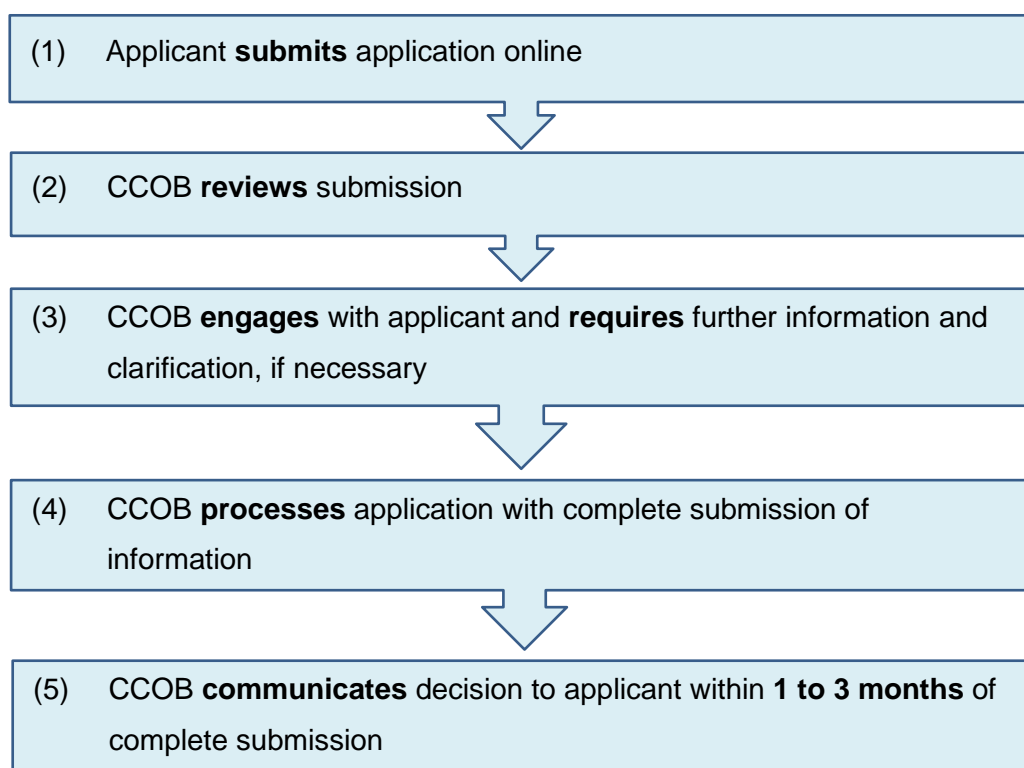 (1) Applicant submits application online
(2) CCOB reviews submission
(3) CCOB engages with applicant and requires further information and
clarification, if necessary
(4) CCOB processes application with complete submission of
information
(5) CCOB communicates decision to applicant within 1 to 3 months of
complete submission